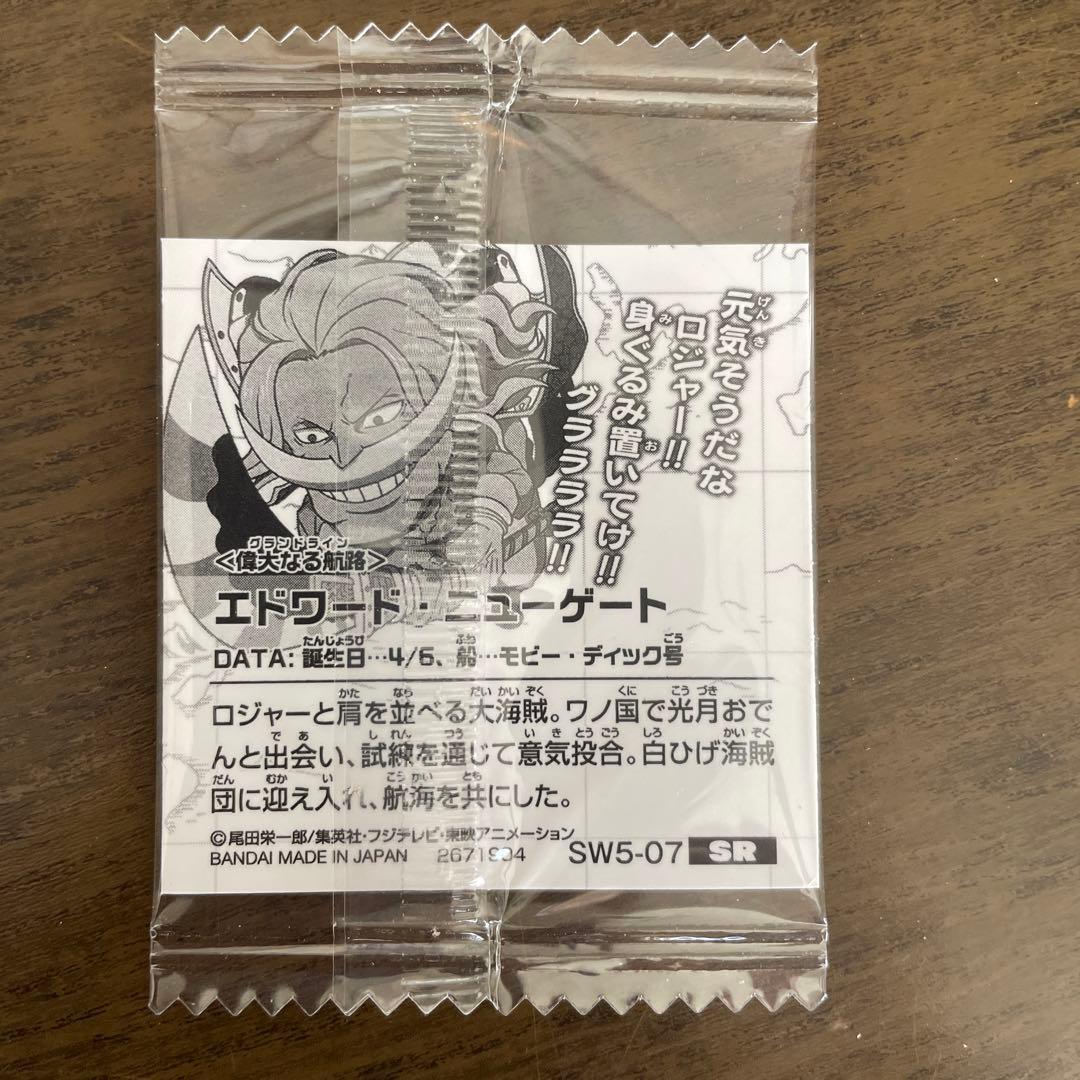 元気そうだな
ロジャー!!
身ぐるみ置いてけ!!
グララララ!!
<偉大なる航路>
エドワード・ニューゲート
DATA: 誕生日…4/6、船…モビー・ディック号
ロジャーと肩を並べる大海賊。ワノ国で光月おで
んと出会い、試練を通じて意気投合。白ひげ海賊
団に迎え入れ、航海を共にした。
©尾田栄一郎/集英社・フジテレビ・東映アニメーション
BANDAI MADE IN JAPAN 2671904 SW5-07 SR